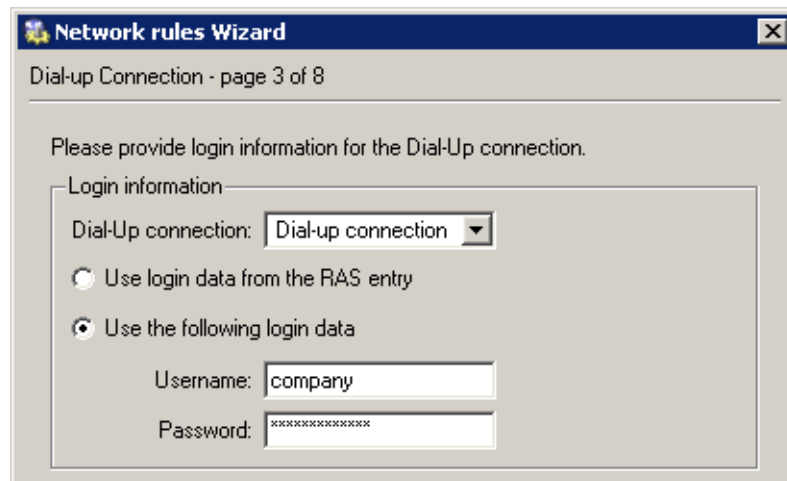 Network rules Wizard
Dial-up Connection - page 3 of 8
Please provide login information for the Dial-Up connection.
Login information
Dial-Up connection: Dial-up connection
Use login data from the RAS entry
Use the following login data
Username: company
Password: *************